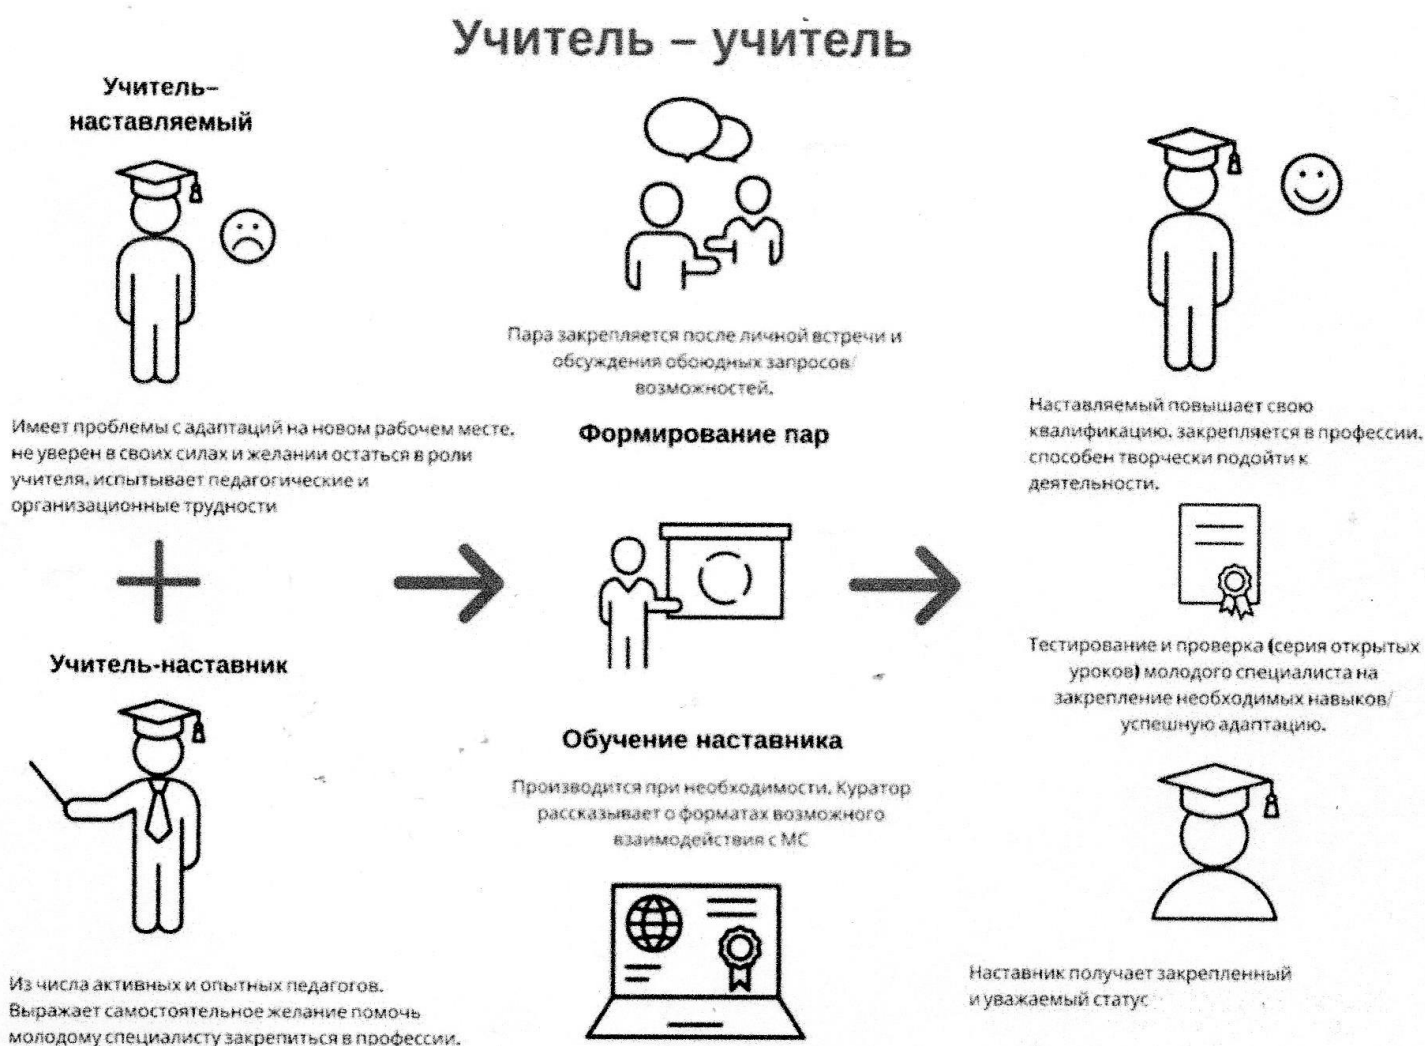 Учитель – учитель
Учитель–
наставляемый
Имеет проблемы с адаптаций на новом рабочем месте,
не уверен в своих силах и желании остаться в роли
учителя, испытывает педагогические и
организационные трудности
Учитель-наставник
Из числа активных и опытных педагогов.
Выражает самостоятельное желание помочь
молодому специалисту закрепиться в профессии.
Пара закрепляется после личной встречи и
обсуждения обоюдных запросов/
возможностей.
Формирование пар
Обучение наставника
Производится при необходимости. Куратор
рассказывает о форматах возможного
взаимодействия с МС
Наставляемый повышает свою
квалификацию, закрепляется в профессии,
способен творчески подойти к
деятельности.
Тестирование и проверка (серия открытых
уроков) молодого специалиста на
закрепление необходимых навыков/
успешную адаптацию.
Наставник получает закрепленный
и уважаемый статус